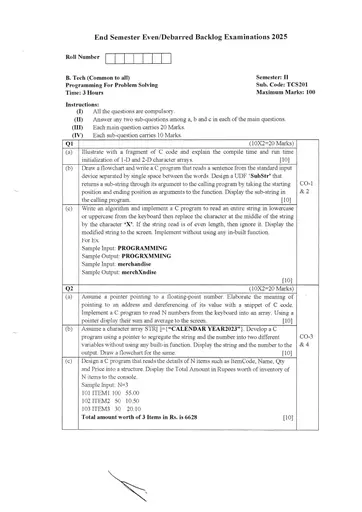 End Semester Even/Debarred Backlog Examinations 2025
Roll Number
B. Tech (Common to all)
Semester: II
Programming For Problem Solving
Sub. Code: TCS201
Time: 3 Hours
Maximum Marks: 100
Instructions:
(I) All the questions are compulsory.
(II) Answer any two sub-questions among a, b and c in each of the main questions.
(III) Each main question carries 20 Marks.
(IV) Each sub-question carries 10 Marks.
Q1 (10X2=20 Marks)
(a) Illustrate with a fragment of C code and explain the compile time and run time
initialization of 1-D and 2-D character arrays. [10]
(b) Draw a flowchart and write a C program that reads a sentence from the standard input
device separated by single space between the words. Design a UDF 'SubStr' that
returns a sub-string through its argument to the calling program by taking the starting
position and ending position as arguments to the function. Display the sub-string in
the calling program. [10]
CO-1
& 2
(c) Write an algorithm and implement a C program to read an entire string in lowercase
or uppercase from the keyboard then replace the character at the middle of the string
by the character 'X'. If the string read is of even length, then ignore it. Display the
modified string to the screen. Implement without using any in-built function.
For Ex.
Sample Input: PROGRAMMING
Sample Output: PROGRXMMING
Sample Input: merchandise
Sample Output: merchXndise
[10]
Q2 (10X2=20 Marks)
(a) Assume a pointer pointing to a floating-point number. Elaborate the meaning of
pointing to an address and dereferencing of its value with a snippet of C code.
Implement a C program to read N numbers from the keyboard into an array. Using a
pointer display their sum and average to the screen. [10]
(b) Assume a character array STR[ ]={"CALENDAR YEAR2023"}. Develop a C
program using a pointer to segregate the string and the number into two different
variables without using any built-in function. Display the string and the number to the
output. Draw a flowchart for the same. [10]
CO-3
& 4
(c) Design a C program that reads the details of N items such as ItemCode, Name, Qty
and Price into a structure. Display the Total Amount in Rupees worth of inventory of
N items to the console.
Sample Input: N=3
101 ITEM1 100 55.00
102 ITEM2 50 10.50
103 ITEM3 30 20.10
Total amount worth of 3 Items in Rs. is 6628 [10]